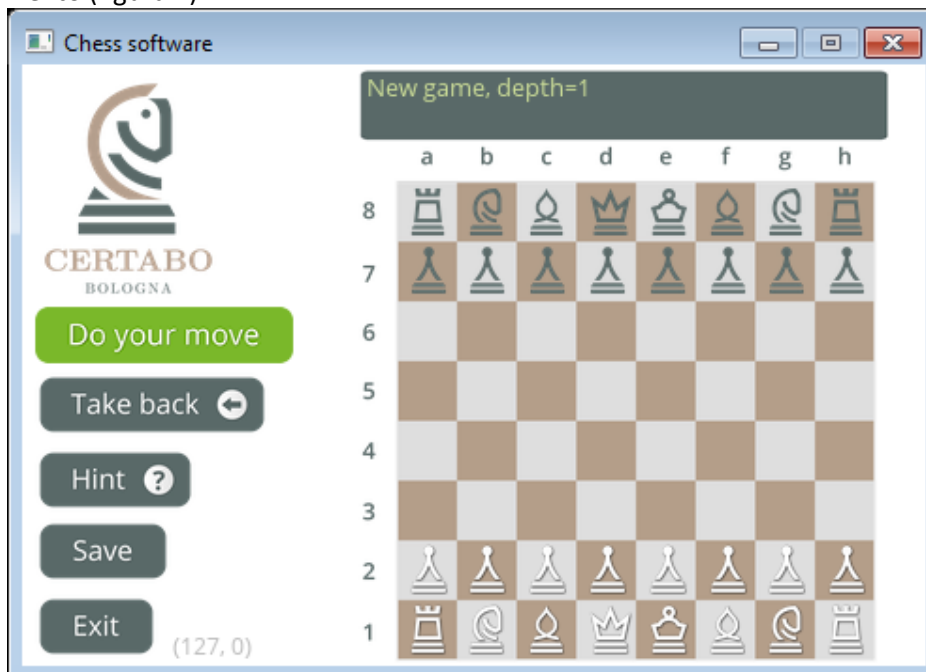 Chess software
New game, depth=1
a b c d e f g h
8
CERTABO
BOLOGNA
7
Do your move
6
Take back
5
Hint ?
4
Save
3
2
Exit
(127, 0)
1